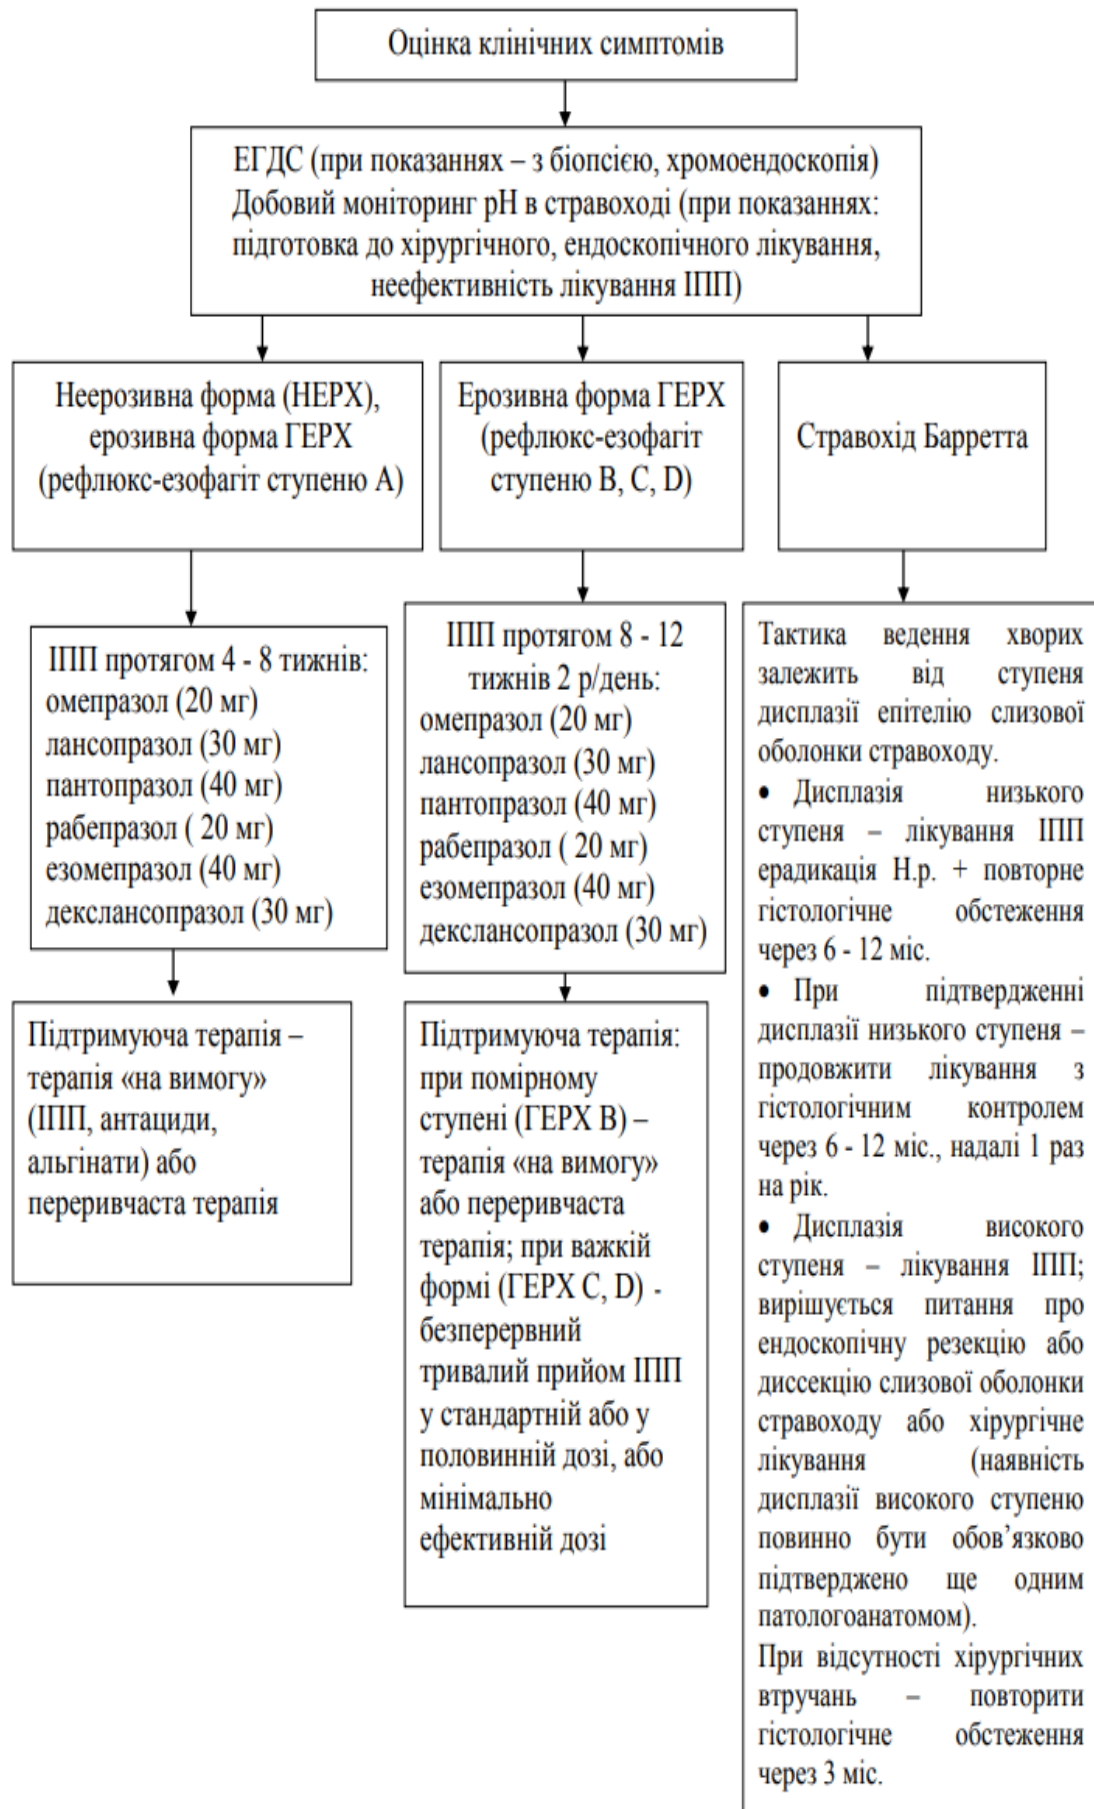 Оцінка клінічних симптомів
ЕГДС (при показаннях – з біопсією, хромоендоскопія)
Добовий моніторинг рН в стравоході (при показаннях:
підготовка до хірургічного, ендоскопічного лікування,
неефективність лікування ІПП)
Неерозивна форма (НЕРХ),
ерозивна форма ГЕРХ
(рефлюкс-езофагіт ступеню А)
Ерозивна форма ГЕРХ
(рефлюкс-езофагіт
ступеню В, С, D)
Стравохід Барретта
ІПП протягом 4 - 8 тижнів:
омепразол (20 мг)
лансопразол (30 мг)
пантопразол (40 мг)
рабепразол ( 20 мг)
езомепразол (40 мг)
декслансопразол (30 мг)
ІПП протягом 8 - 12
тижнів 2 р/день:
омепразол (20 мг)
лансопразол (30 мг)
пантопразол (40 мг)
рабепразол ( 20 мг)
езомепразол (40 мг)
декслансопразол (30 мг)
Тактика ведення хворих
залежить від ступеня
дисплазії епітелію слизової
оболонки стравоходу.
• Дисплазія низького
ступеня – лікування ІПП
ерадикація Н.р. + повторне
гістологічне обстеження
через 6 - 12 міс.
• При підтвердженні
дисплазії низького ступеня –
продовжити лікування з
гістологічним контролем
через 6 - 12 міс., надалі 1 раз
на рік.
• Дисплазія високого
ступеня – лікування ІПП;
вирішується питання про
ендоскопічну резекцію або
диссекцію слизової оболонки
стравоходу або хірургічне
лікування (наявність
дисплазії високого ступеню
повинно бути обов’язково
підтверджено ще одним
патологоанатомом).
При відсутності хірургічних
втручань – повторити
гістологічне обстеження
через 3 міс.
Підтримуюча терапія –
терапія «на вимогу»
(ІПП, антациди,
альгінати) або
переривчаста терапія
Підтримуюча терапія:
при помірному
ступені (ГЕРХ В) –
терапія «на вимогу»
або переривчаста
терапія; при важкій
формі (ГЕРХ С, D) -
безперервний
тривалий прийом ІПП
у стандартній або у
половинній дозі, або
мінімально
ефективній дозі